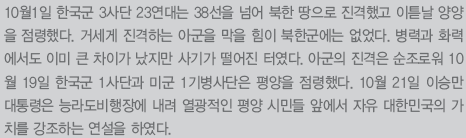 10월1일 한국군 3사단 23연대는 38선을 넘어 북한 땅으로 진격했고 이튿날 양양
을 점령했다. 거세게 진격하는 아군을 막을 힘이 북한군에는 없었다. 병력과 화력
에서도 이미 큰 차이가 났지만 사기가 떨어진 터였다. 아군의 진격은 순조로워 10
월 19일 한국군 1사단과 미군 1기병사단은 평양을 점령했다. 10월 21일 이승만
대통령은 능라도비행장에 내려 열광적인 평양 시민들 앞에서 자유 대한민국의 가
치를 강조하는 연설을 하였다.